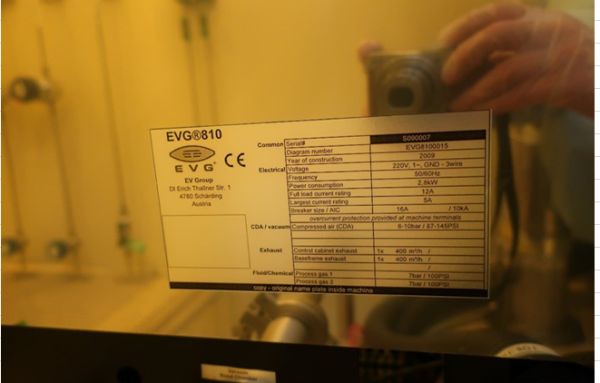 EVG®810
EVG®
CE
EV Group
DI Erich Thallner Str. 1
4780 Schärding
Austria
Common Serial# S090007
Diagram number EVG8100015
Year of construction 2009
Electrical Voltage 220V, 1~, GND - 3wire
Frequency 50/60Hz
Power consumption 2,8kW
Full load current rating 12A
Largest current rating 5A
Breaker size / AIC 16A / 10kA
overcurrent protection provided at machine terminals
CDA / vacuum Compressed air (CDA) 6-10bar / 87-145PSI
Exhaust Control cabinet exhaust 1x 400 m³/h /
Baseframe exhaust 1x 400 m³/h /
Fluid/Chemical Process gas 1 7bar / 100PSI
Process gas 2 7bar / 100PSI
copy - original name plate inside machine
Vacuum